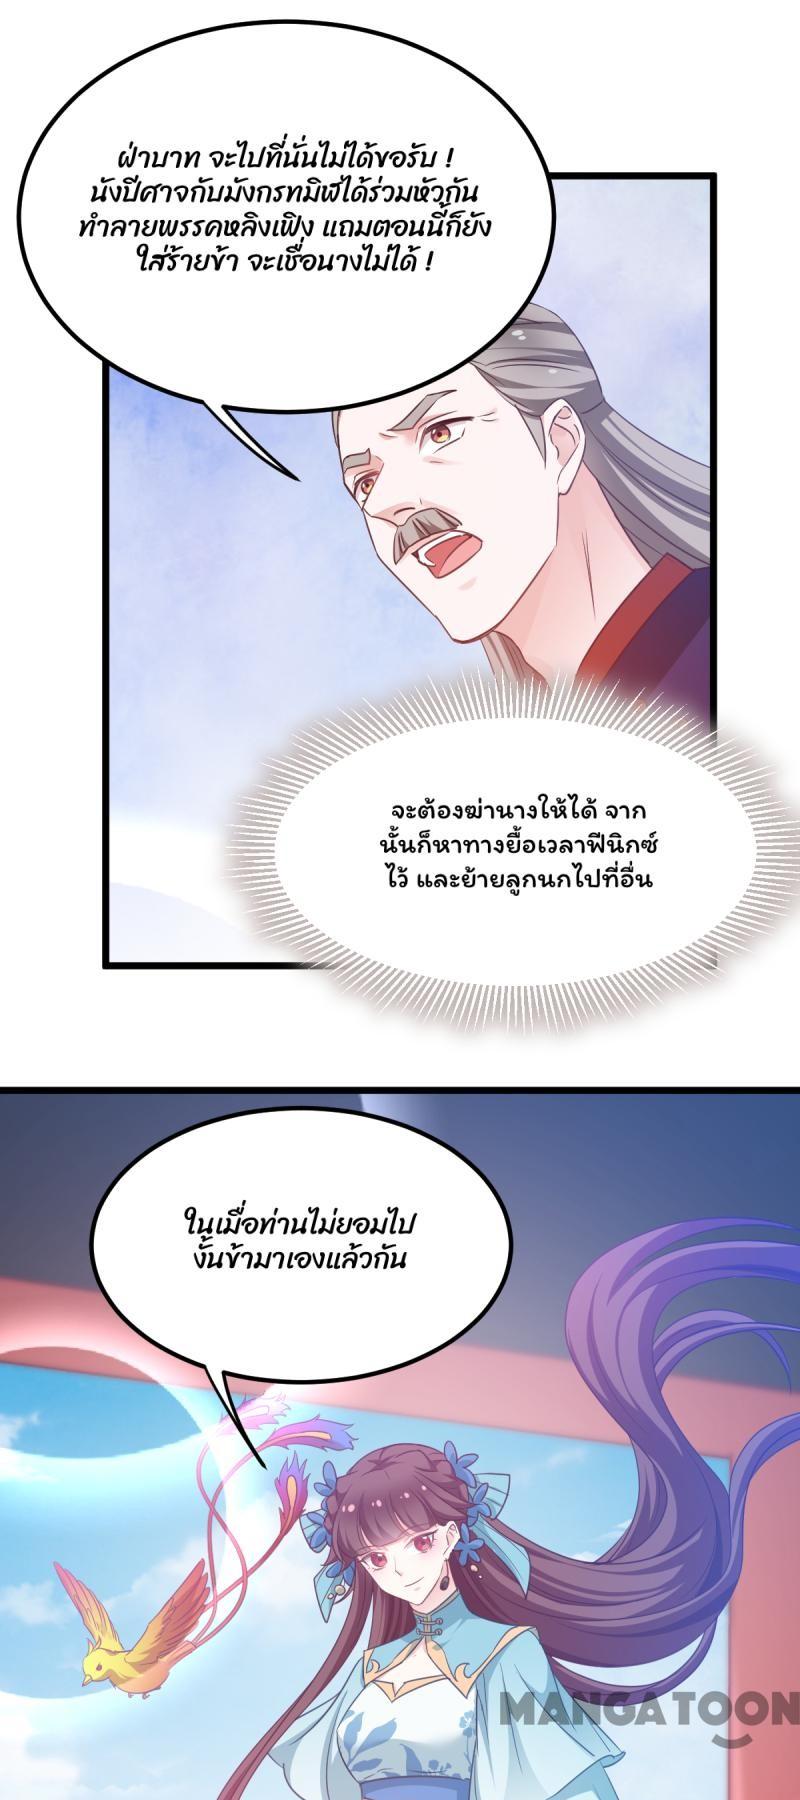 ฝ่าบาท จะไปที่นั่นไม่ได้ขอรับ !
นังปีศาจกับมังกรทมิฬได้ร่วมหัวกัน
ทำลายพรรคหลิงเฟิง แถมตอนนี้ก็ยัง
ใส่ร้ายข้า จะเชื่อนางไม่ได้ !
จะต้องฆ่านางให้ได้ จาก
นั้นก็หาทางยื้อเวลาฟีนิกซ์
ไว้ และย้ายลูกนกไปที่อื่น
ในเมื่อท่านไม่ยอมไป
งั้นข้ามาเองแล้วกัน
MANGATOON